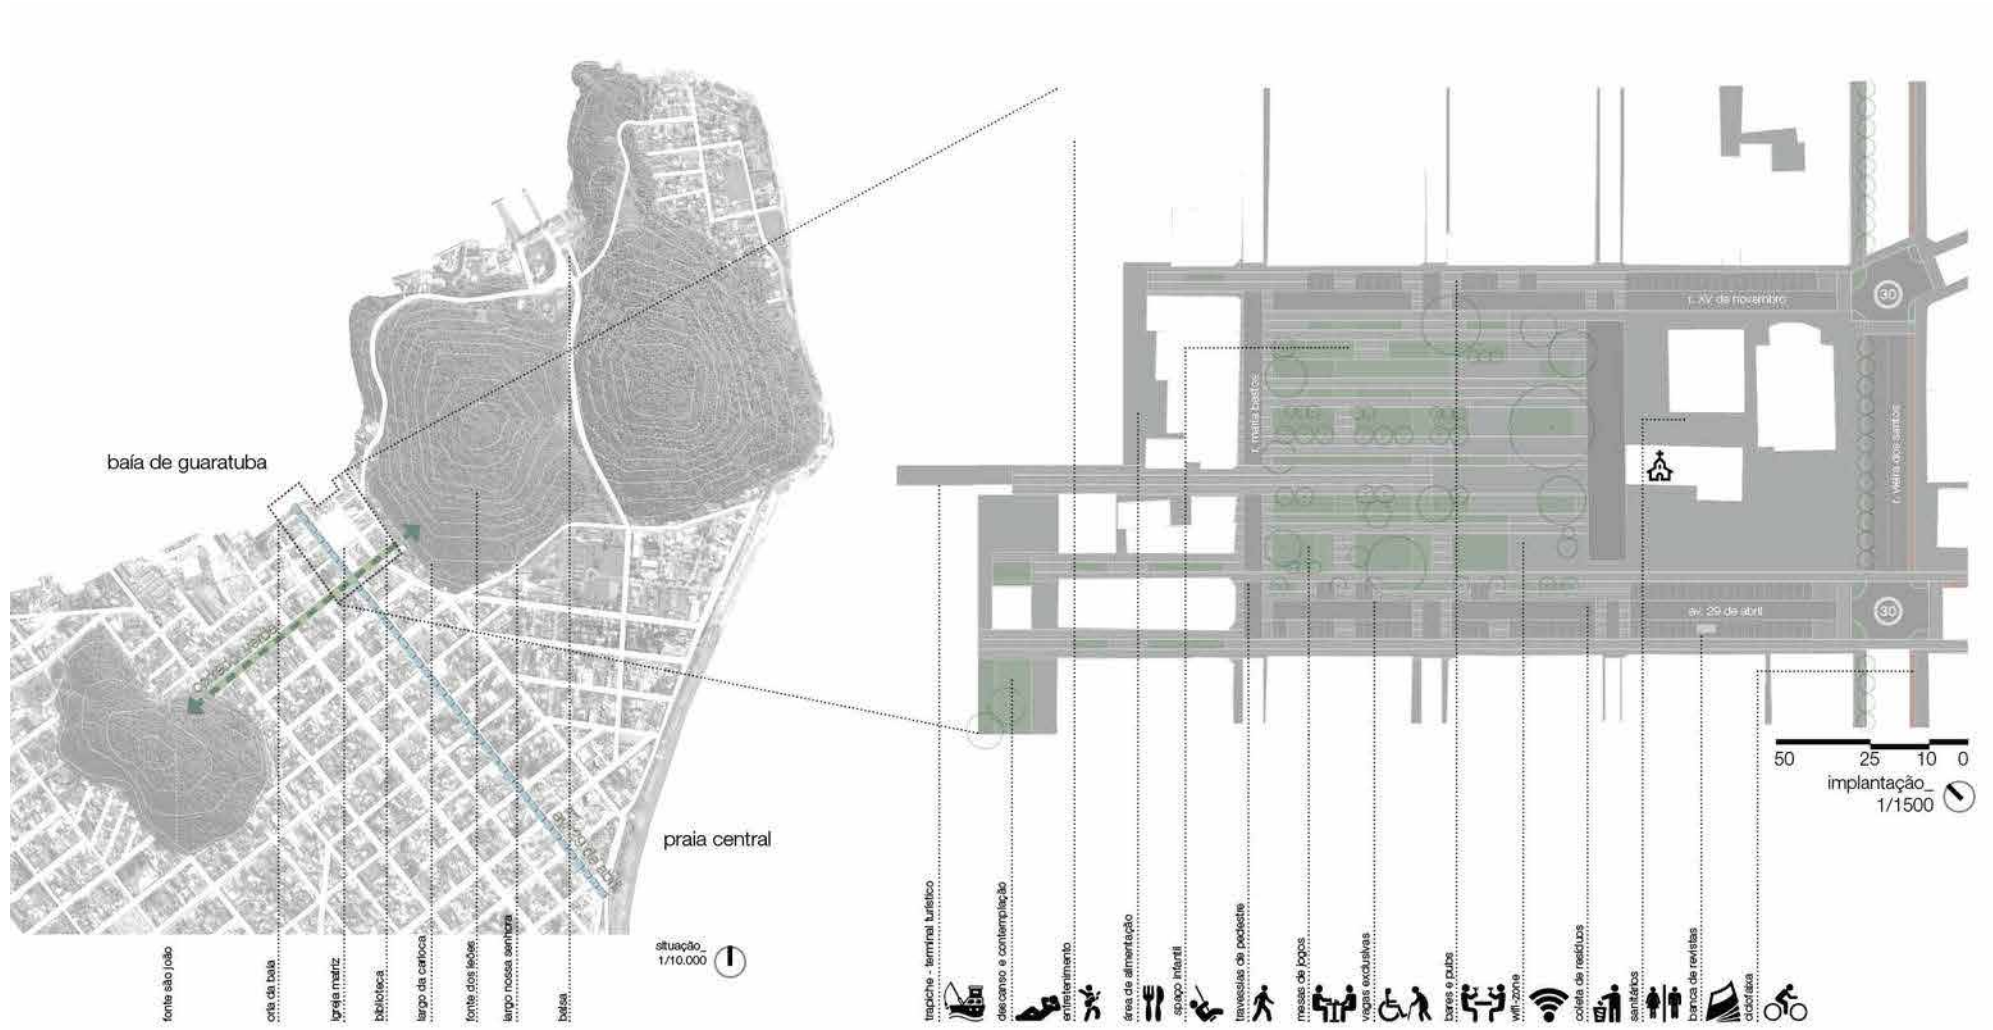 baía de guaratuba
corredor verde
av. 29 de abril
praia central
situação_
1/10.000
fonte são joão
orla da baía
igreja matriz
biblioteca
largo da carioca
fonte dos leões
largo nossa senhora
balsa
r. XV de novembro
30
r. maria bastos
r. vieira dos santos
av. 29 de abril
30
50 25 10 0
implantação_
1/1500
trapiche - terminal turístico
descanso e contemplação
entretenimento
área de alimentação
espaço infantil
travessias de pedestre
mesas de jogos
vagas exclusivas
bares e pubs
wifi-zone
coleta de resíduos
sanitários
banca de revistas
ciclofaixa